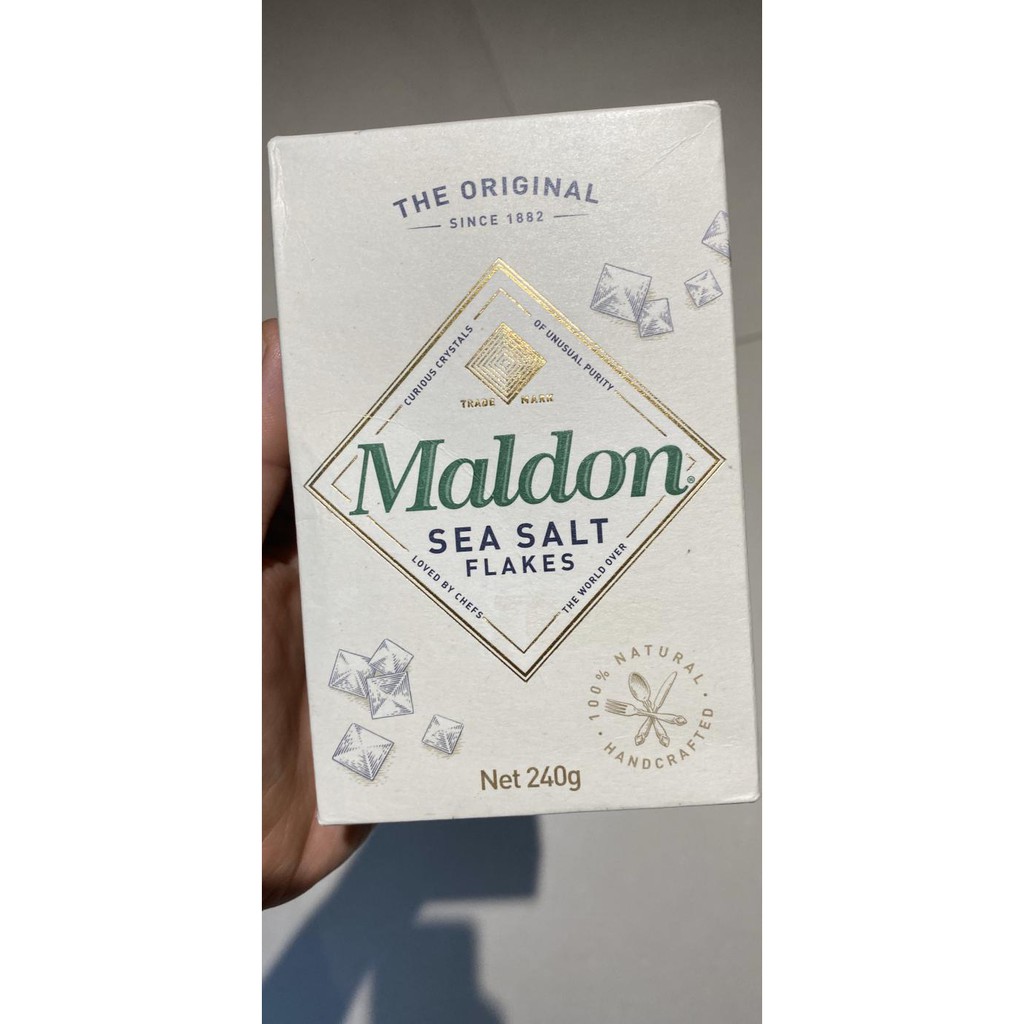 THE ORIGINAL
SINCE 1882
CURIOUS CRYSTALS
OF UNUSUAL PURITY
TRADE MARK
Maldon®
SEA SALT
FLAKES
LOVED BY CHEFS
THE WORLD OVER
100% NATURAL • HANDCRAFTED •
Net 240g